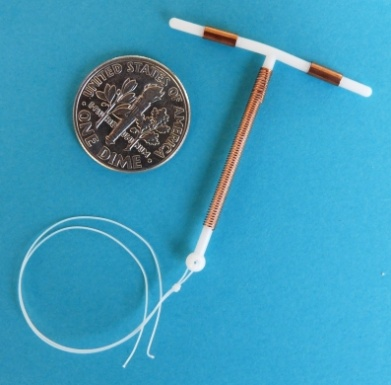 UNITED STATES OF AMERICA
ONE DIME